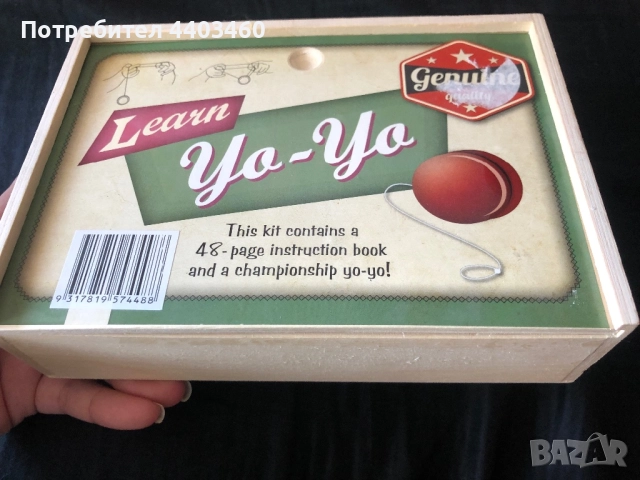 Потребител 4403460
Genuine
quality
Learn
Yo-Yo
This kit contains a
48-page instruction book
and a championship yo-yo!
9 317819 574488
BAZAR